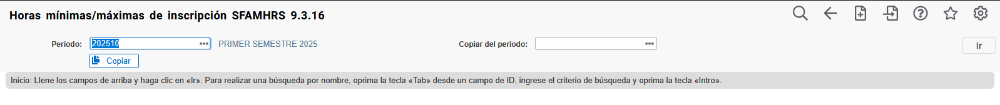 Horas mínimas/máximas de inscripción SFAMHRS 9.3.16
Periodo: 202510 ••• PRIMER SEMESTRE 2025 Copiar del periodo: ••• Ir
Copiar
Inicio: Llene los campos de arriba y haga clic en «Ir». Para realizar una búsqueda por nombre, oprima la tecla «Tab» desde un campo de ID, ingrese el criterio de búsqueda y oprima la tecla «Intro».